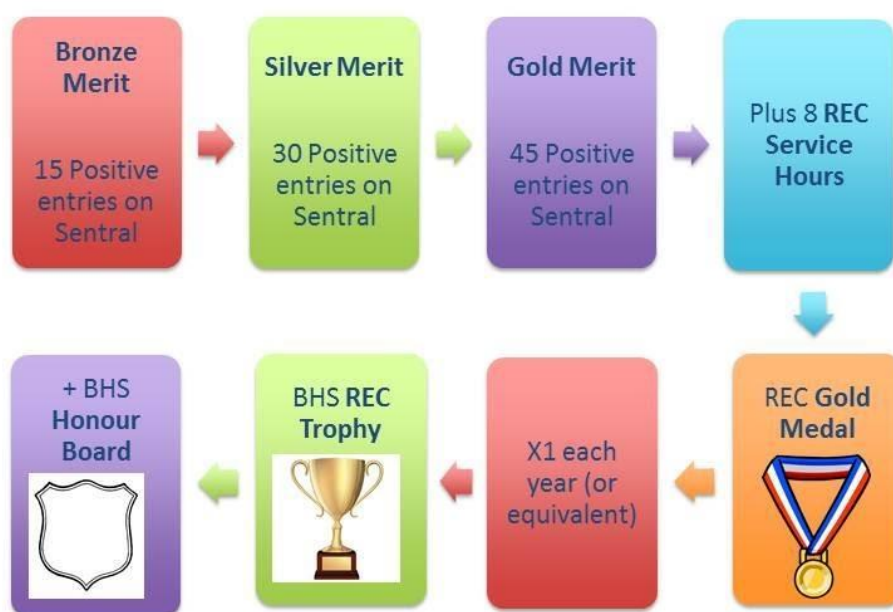 Bronze
Merit
15 Positive
entries on
Sentral
Silver Merit
30 Positive
entries on
Sentral
Gold Merit
45 Positive
entries on
Sentral
Plus 8 REC
Service
Hours
REC Gold
Medal
X1 each
year (or
equivalent)
BHS REC
Trophy
+ BHS
Honour
Board